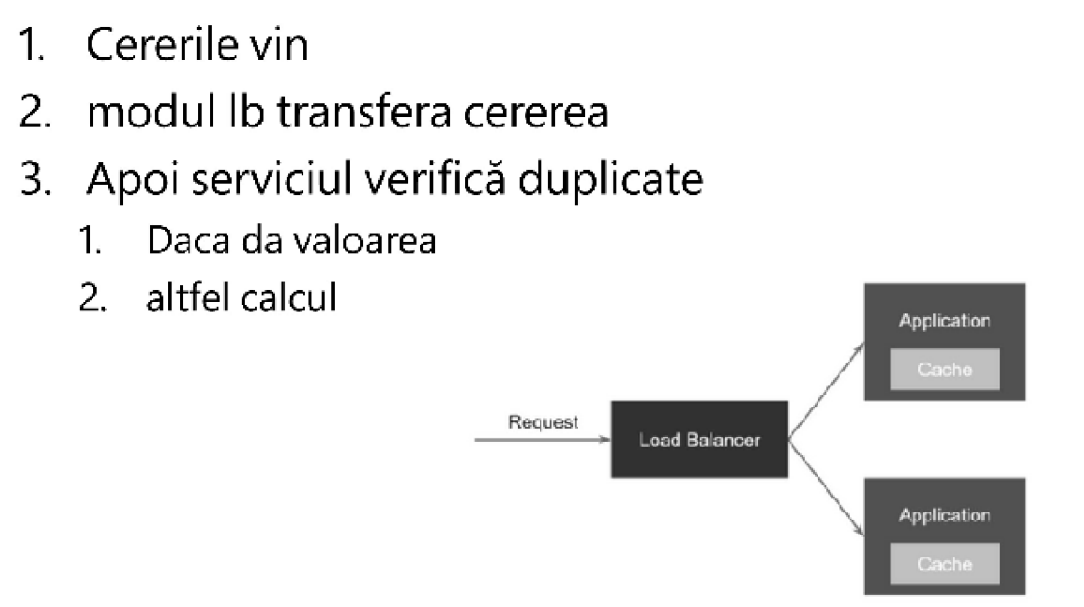 1. Cererile vin
2. modul lb transfera cererea
3. Apoi serviciul verifică duplicate
1. Daca da valoarea
2. altfel calcul
Application
Cache
Request
Load Balancer
Application
Cache